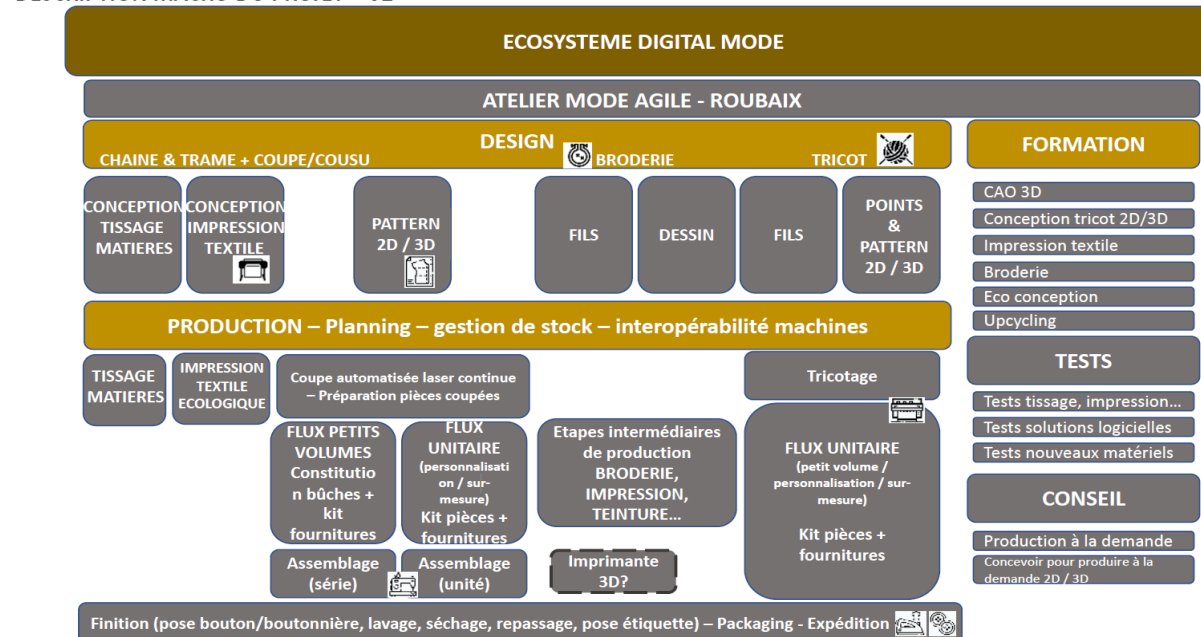 ECOSYSTEME DIGITAL MODE
ATELIER MODE AGILE - ROUBAIX
DESIGN
CHAINE & TRAME + COUPE/COUSU
BRODERIE
TRICOT
CONCEPTION
TISSAGE
MATIERES
CONCEPTION
IMPRESSION
TEXTILE
PATTERN
2D / 3D
FILS
DESSIN
FILS
POINTS
&
PATTERN
2D / 3D
PRODUCTION – Planning – gestion de stock – interopérabilité machines
TISSAGE
MATIERES
IMPRESSION
TEXTILE
ECOLOGIQUE
Coupe automatisée laser continue
– Préparation pièces coupées
Tricotage
FLUX PETITS
VOLUMES
Constitutio
n bûches +
kit
fournitures
FLUX
UNITAIRE
(personnalisati
on / sur-
mesure)
Kit pièces +
fournitures
Etapes intermédiaires
de production
BRODERIE,
IMPRESSION,
TEINTURE…
FLUX UNITAIRE
(petit volume /
personnalisation / sur-
mesure)
Kit pièces +
fournitures
Assemblage
(série)
Assemblage
(unité)
Imprimante
3D?
Finition (pose bouton/boutonnière, lavage, séchage, repassage, pose étiquette) – Packaging - Expédition
FORMATION
CAO 3D
Conception tricot 2D/3D
Impression textile
Broderie
Eco conception
Upcycling
TESTS
Tests tissage, impression…
Tests solutions logicielles
Tests nouveaux matériels
CONSEIL
Production à la demande
Concevoir pour produire à la
demande 2D / 3D